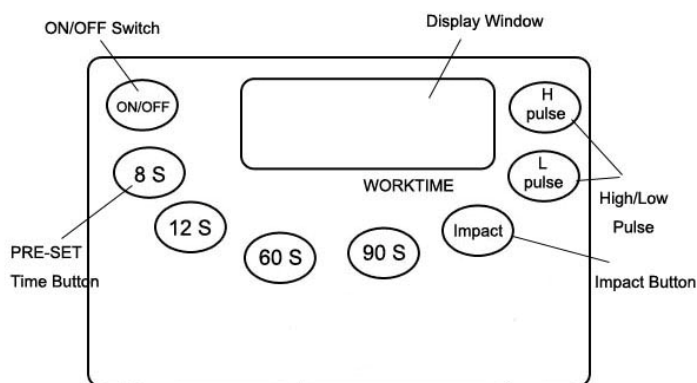 ON/OFF Switch
Display Window
ON/OFF
H
pulse
8 S
L
pulse
WORKTIME
High/Low
Pulse
12 S
Impact
60 S
90 S
PRE-SET
Time Button
Impact Button